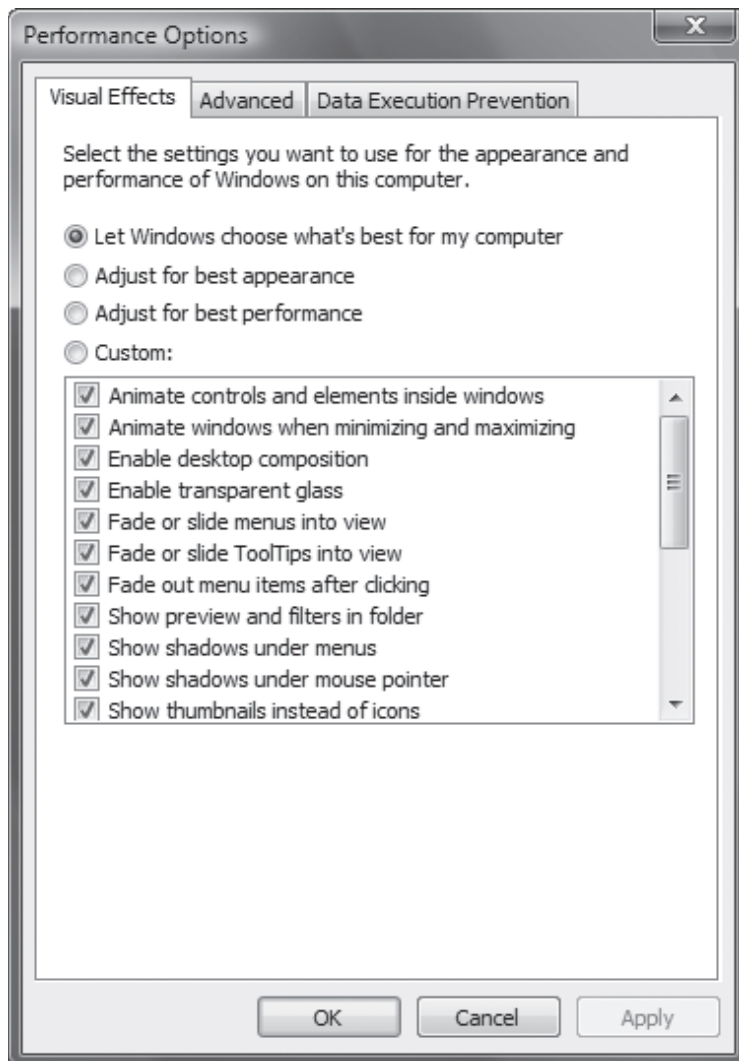 Performance Options
Visual Effects
Advanced
Data Execution Prevention
Select the settings you want to use for the appearance and
performance of Windows on this computer.
Let Windows choose what's best for my computer
Adjust for best appearance
Adjust for best performance
Custom:
Animate controls and elements inside windows
Animate windows when minimizing and maximizing
Enable desktop composition
Enable transparent glass
Fade or slide menus into view
Fade or slide ToolTips into view
Fade out menu items after clicking
Show preview and filters in folder
Show shadows under menus
Show shadows under mouse pointer
Show thumbnails instead of icons
OK
Cancel
Apply